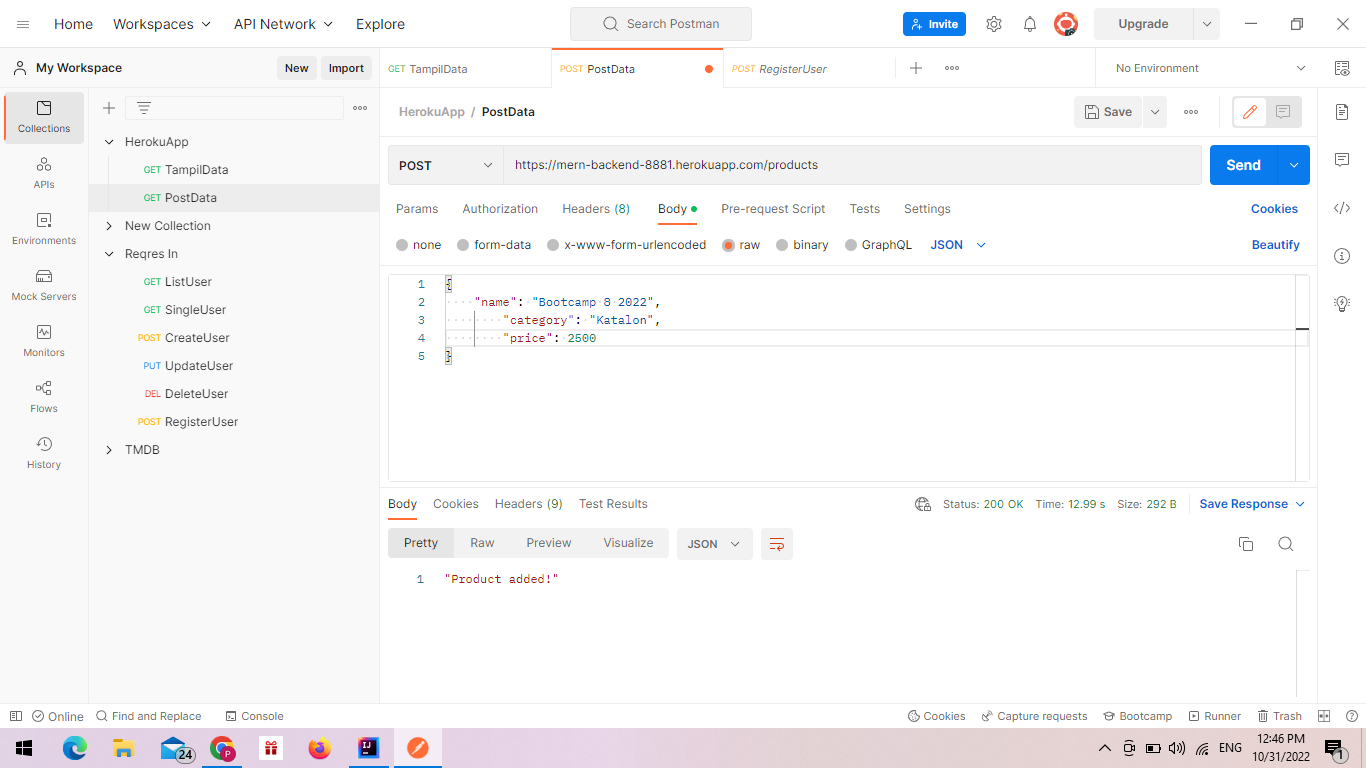 Home Workspaces API Network Explore Search Postman Invite Upgrade
My Workspace New Import GET TampilData POST PostData POST RegisterUser No Environment
HerokuApp / PostData Save
Collections
APIs
Environments
Mock Servers
Monitors
Flows
History
HerokuApp
GET TampilData
GET PostData
New Collection
Reqres In
GET ListUser
GET SingleUser
POST CreateUser
PUT UpdateUser
DEL DeleteUser
POST RegisterUser
TMDB
POST https://mern-backend-8881.herokuapp.com/products Send
Params Authorization Headers (8) Body Pre-request Script Tests Settings Cookies
none form-data x-www-form-urlencoded raw binary GraphQL JSON Beautify
1 {
2 "name": "Bootcamp 8 2022",
3 "category": "Katalon",
4 "price": 2500
5 }
Body Cookies Headers (9) Test Results Status: 200 OK Time: 12.99 s Size: 292 B Save Response
Pretty Raw Preview Visualize JSON
1 "Product added!"
Online Find and Replace Console Cookies Capture requests Bootcamp Runner Trash
24 P ENG 12:46 PM 1
10/31/2022